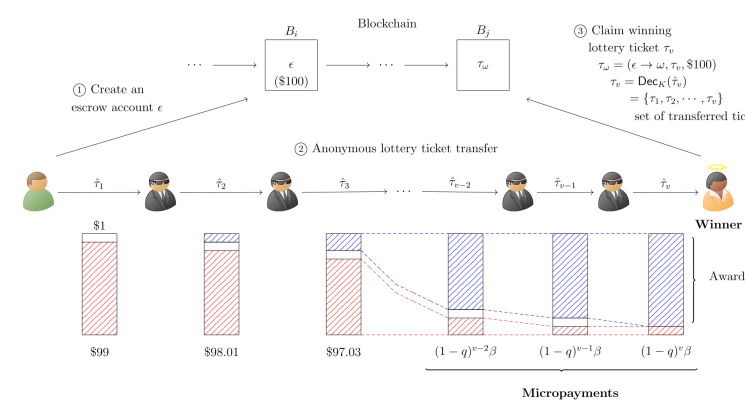 Blockchain
B_i
B_j
··· ε ($100) ··· τ_ω
① Create an
escrow account ε
③ Claim winning
lottery ticket τ_v
τ_ω = (ε → ω, τ_v, $100)
τ_v = Dec_K(τ̂_v)
= {τ_1, τ_2, ··· , τ_v}
set of transferred tic
② Anonymous lottery ticket transfer
τ̂_1 τ̂_2 τ̂_3 ··· τ̂_{v−2} τ̂_{v−1} τ̂_v
$1
Winner
Award
$99 $98.01 $97.03 (1 − q)^{v−2}β (1 − q)^{v−1}β (1 − q)^vβ
Micropayments